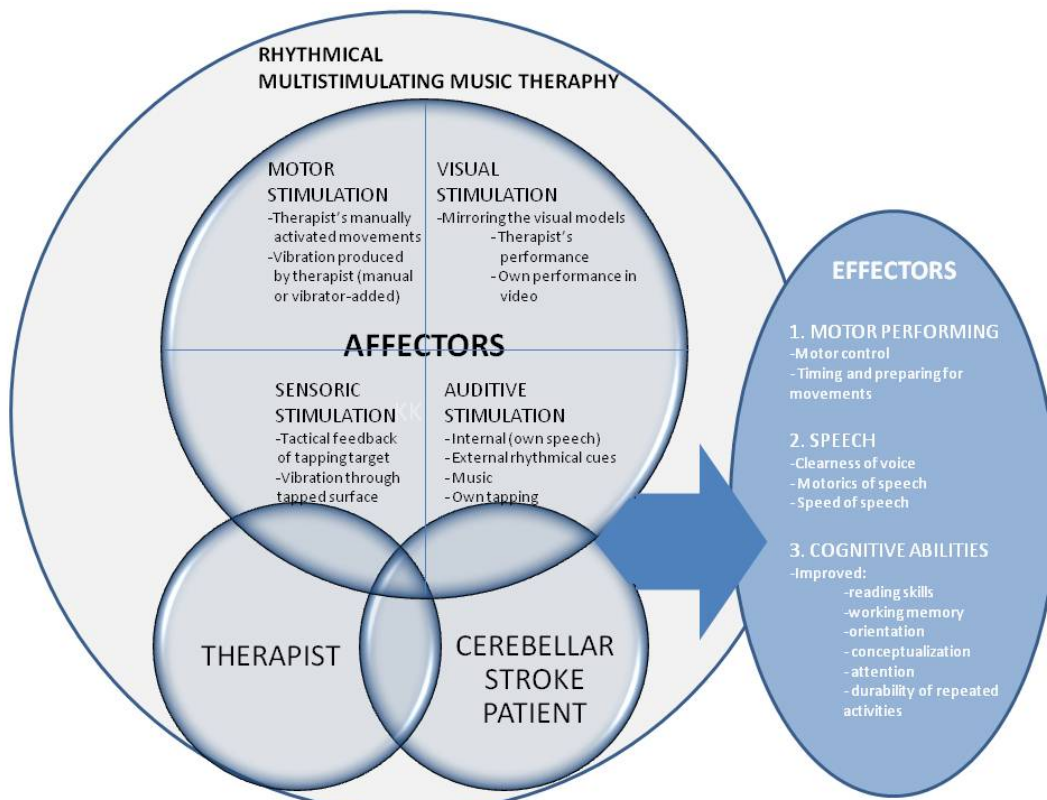 RHYTHMICAL
MULTISTIMULATING MUSIC THERAPHY
MOTOR
STIMULATION
-Therapist's manually
activated movements
-Vibration produced
by therapist (manual
or vibrator-added)
VISUAL
STIMULATION
-Mirroring the visual models
- Therapist's
performance
- Own performance in
video
AFFECTORS
SENSORIC
STIMULATION
-Tactical feedback
of tapping target
-Vibration through
tapped surface
KK
AUDITIVE
STIMULATION
-Internal (own speech)
-External rhythmical cues
-Music
-Own tapping
THERAPIST
CEREBELLAR
STROKE
PATIENT
EFFECTORS
1. MOTOR PERFORMING
-Motor control
- Timing and preparing for
movements
2. SPEECH
-Clearness of voice
- Motorics of speech
- Speed of speech
3. COGNITIVE ABILITIES
-Improved:
-reading skills
-working memory
-orientation
- conceptualization
- attention
- durability of repeated
activities